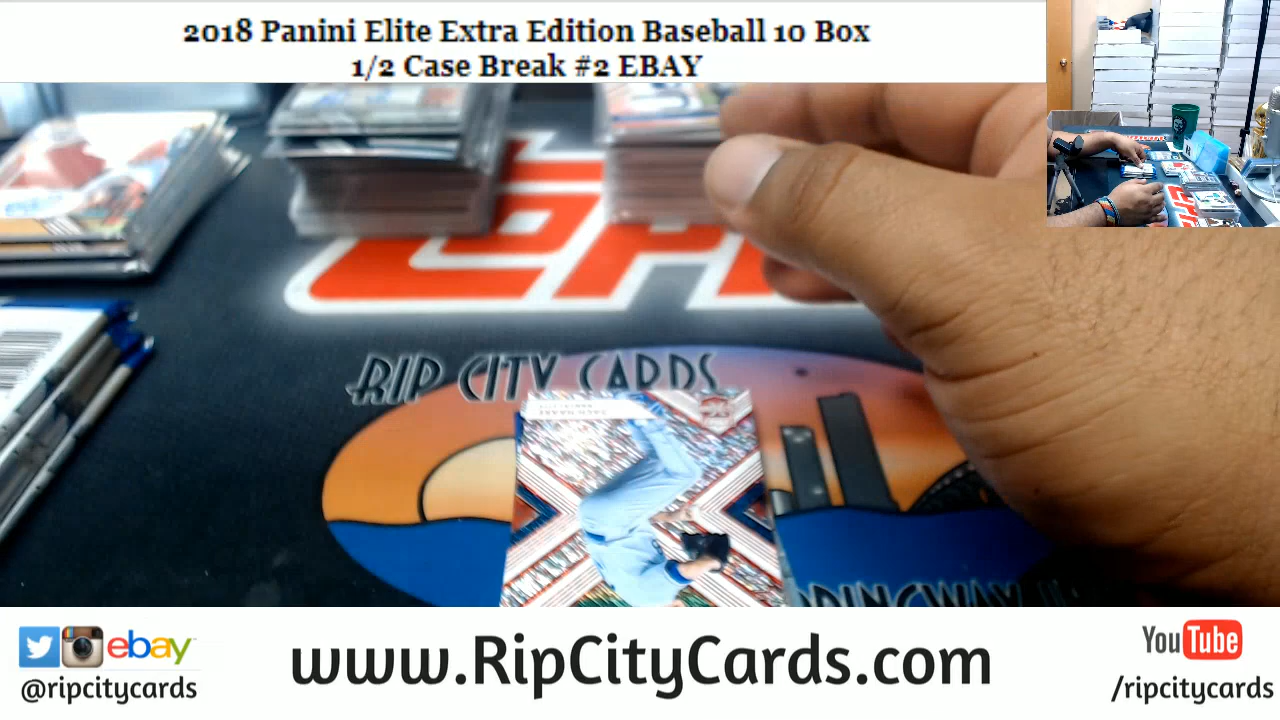 2018 Panini Elite Extra Edition Baseball 10 Box
1/2 Case Break #2 EBAY
RIP CITY CARDS
ebay
www.RipCityCards.com
YouTube
@ripcitycards
/ripcitycards